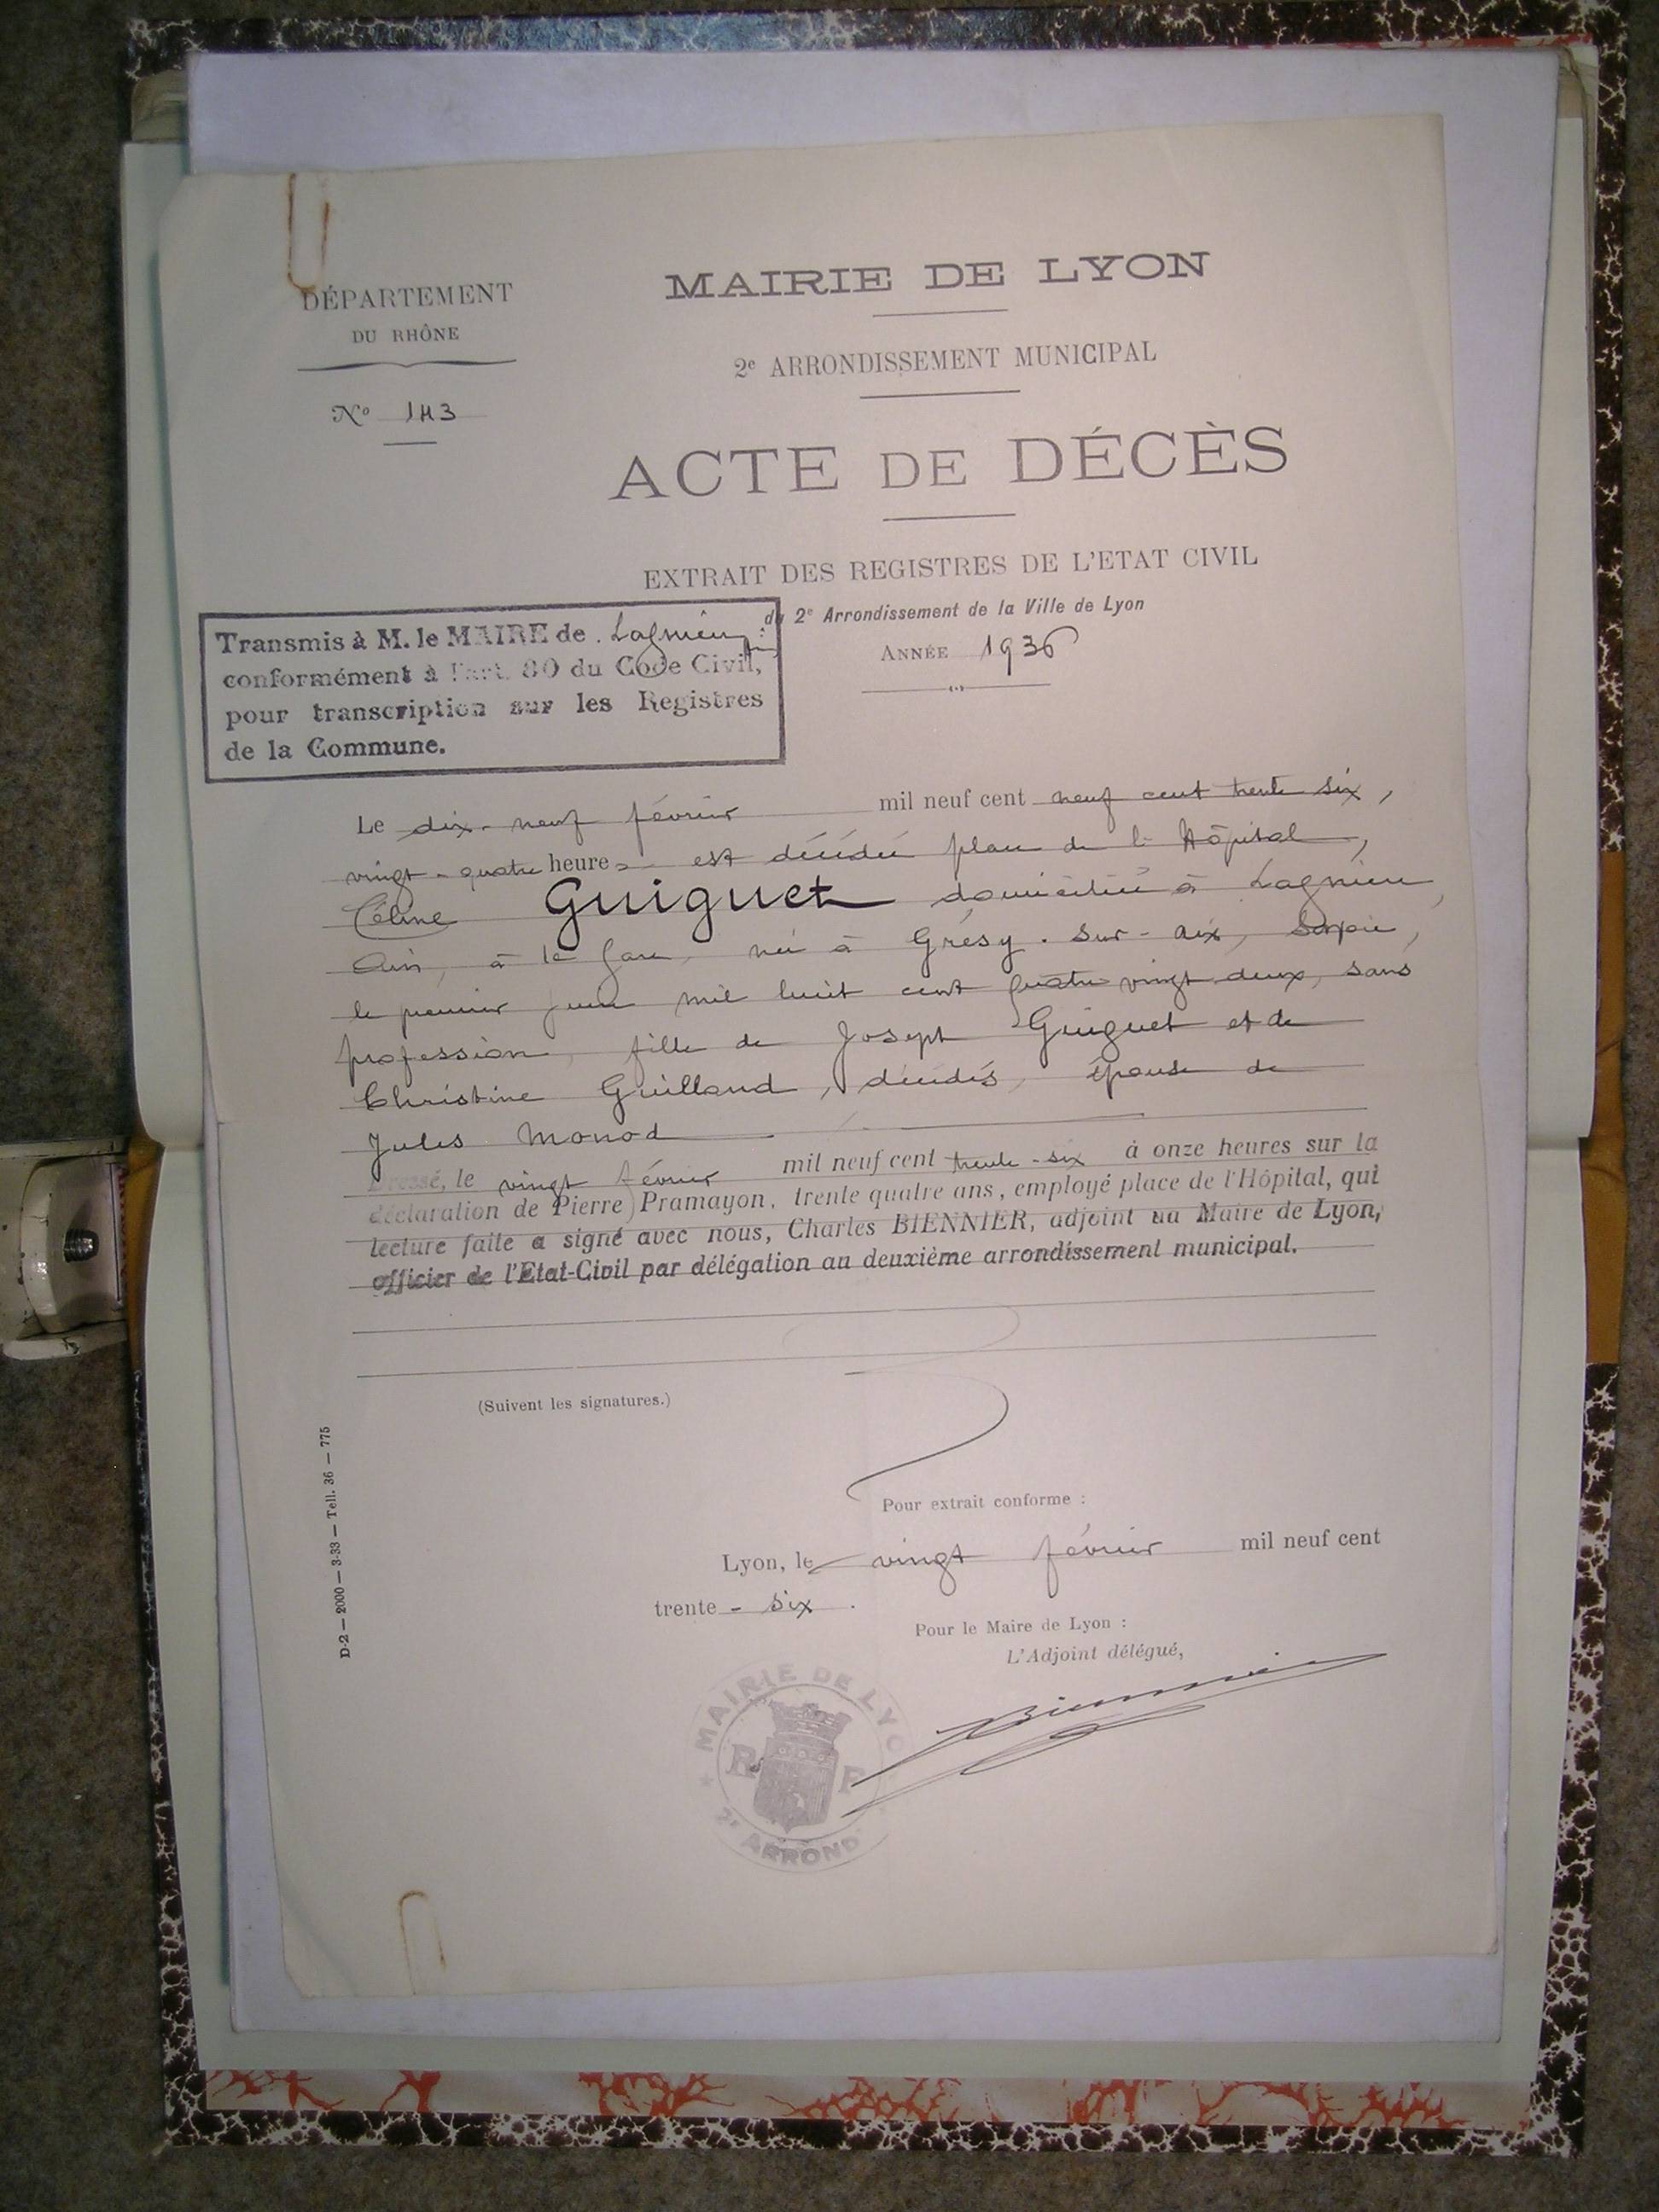 DÉPARTEMENT
DU RHÔNE
N° 143
MAIRIE DE LYON
2e ARRONDISSEMENT MUNICIPAL
ACTE DE DÉCÈS
EXTRAIT DES REGISTRES DE L'ETAT CIVIL
du 2e Arrondissement de la Ville de Lyon
ANNÉE 1936
Transmis à M. le MAIRE de Lagnieu
conformément à l'art. 80 du Code Civil,
pour transcription sur les Registres
de la Commune.
Le dix-neuf février mil neuf cent neuf cent trente six,
vingt-quatre heures est décédée place de l'Hôpital,
Céline Guiguet domiciliée à Lagnieu,
Ain, à la gare, née à Grésy-sur-Aix, Savoie,
le premier juin mil huit cent quatre vingt deux, sans
profession, fille de Joseph Guiguet et de
Christine Guilland, décédés, épouse de
Jules Monod
Dressé, le vingt février mil neuf cent trente-six à onze heures sur la
déclaration de Pierre Pramayon, trente quatre ans, employé place de l'Hôpital, qui
lecture faite a signé avec nous, Charles BIENNIER, adjoint au Maire de Lyon,
officier de l'Etat-Civil par délégation au deuxième arrondissement municipal.
(Suivent les signatures.)
D-2 — 2000 — 3-33 — Tell. 36 — 775
Pour extrait conforme :
Lyon, le vingt février mil neuf cent
trente-six.
Pour le Maire de Lyon :
L'Adjoint délégué,
Biennier
MAIRIE DE LYO
R F
2e ARROND